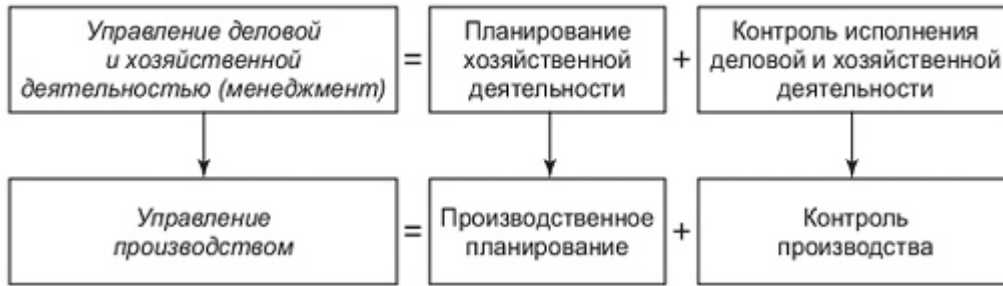 Управление деловой
и хозяйственной
деятельностью (менеджмент)
=
Планирование
хозяйственной
деятельности
+
Контроль исполнения
деловой и хозяйственной
деятельности
Управление
производством
=
Производственное
планирование
+
Контроль
производства